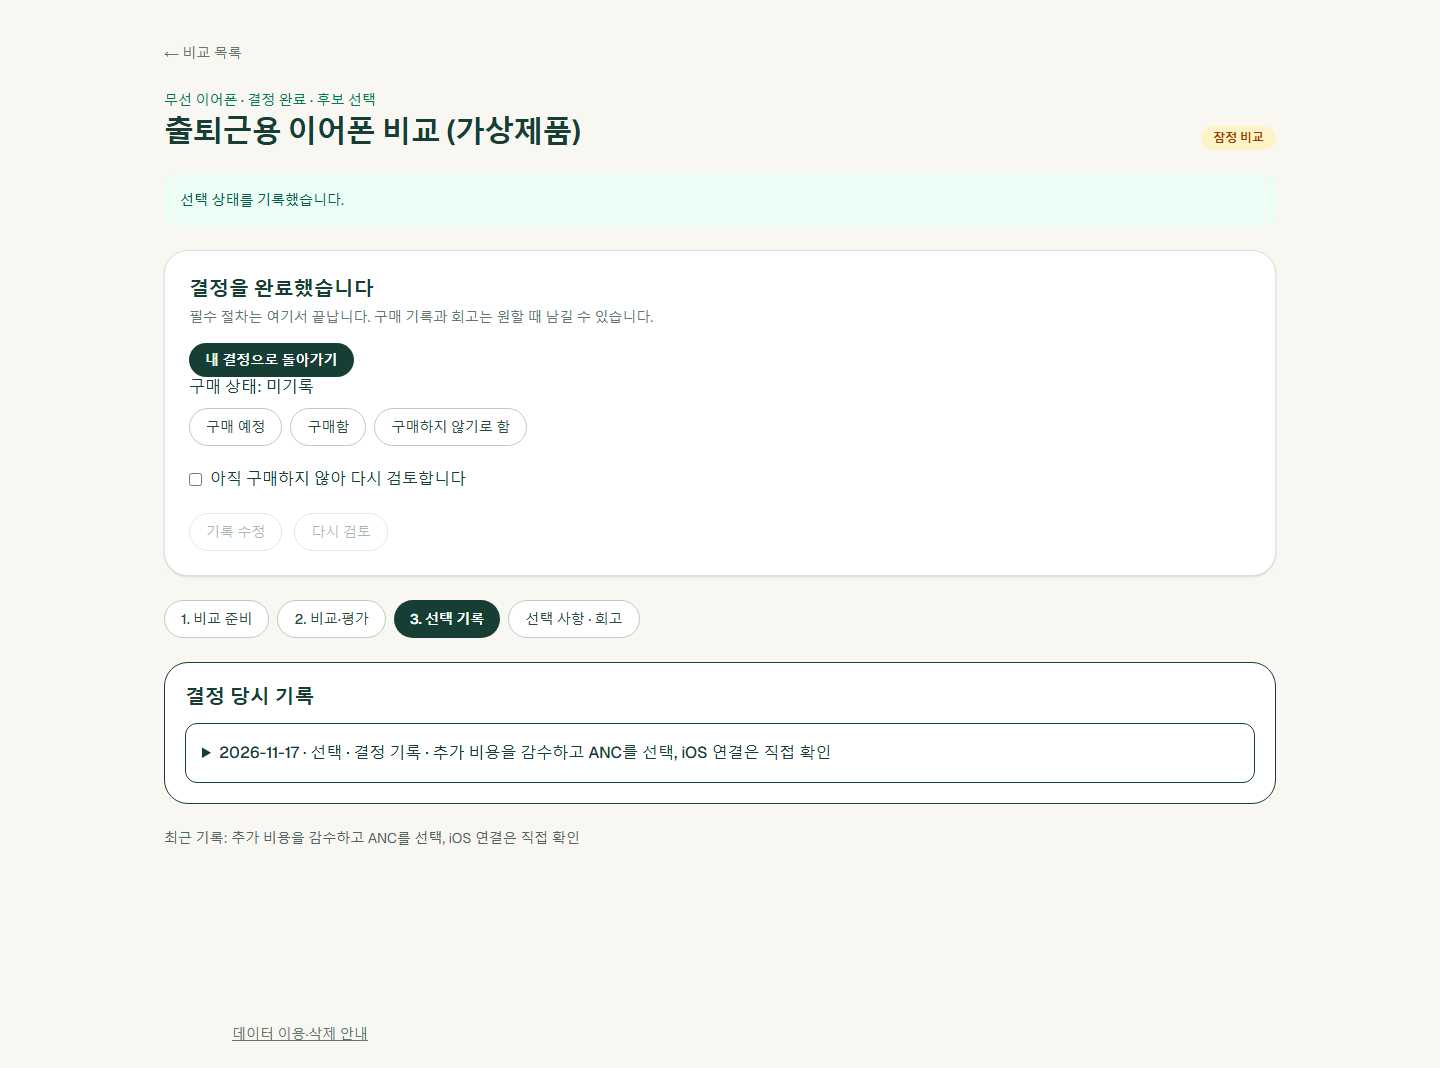 ← 비교 목록
무선 이어폰 · 결정 완료 · 후보 선택
출퇴근용 이어폰 비교 (가상제품)
잠정 비교
선택 상태를 기록했습니다.
결정을 완료했습니다
필수 절차는 여기서 끝납니다. 구매 기록과 회고는 원할 때 남길 수 있습니다.
내 결정으로 돌아가기
구매 상태: 미기록
구매 예정 구매함 구매하지 않기로 함
아직 구매하지 않아 다시 검토합니다
기록 수정 다시 검토
1. 비교 준비 2. 비교·평가 3. 선택 기록 선택 사항 · 회고
결정 당시 기록
▶ 2026-11-17 · 선택 · 결정 기록 · 추가 비용을 감수하고 ANC를 선택, iOS 연결은 직접 확인
최근 기록: 추가 비용을 감수하고 ANC를 선택, iOS 연결은 직접 확인
데이터 이용·삭제 안내